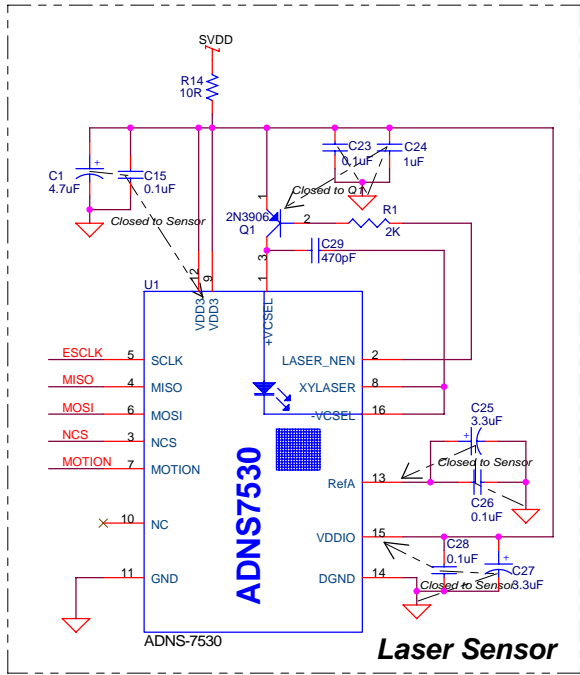 SVDD
R14
10R
C1
4.7uF
C15
0.1uF
Closed to Sensor
C23
0.1uF
C24
1uF
Closed to Q1
1
2N3906
Q1
2
3
R1
2K
C29
470pF
U1
12
9
1
VDD3
VDD3
+VCSEL
ESCLK
5
SCLK
LASER_NEN
2
MISO
4
MISO
XYLASER
8
MOSI
6
MOSI
-VCSEL
16
NCS
3
NCS
MOTION
7
MOTION
C25
3.3uF
Closed to Sensor
RefA
13
C26
0.1uF
10
NC
VDDIO
15
C28
0.1uF
11
GND
DGND
14
Closed to Sensor
C27
3.3uF
ADNS7530
ADNS-7530
Laser Sensor